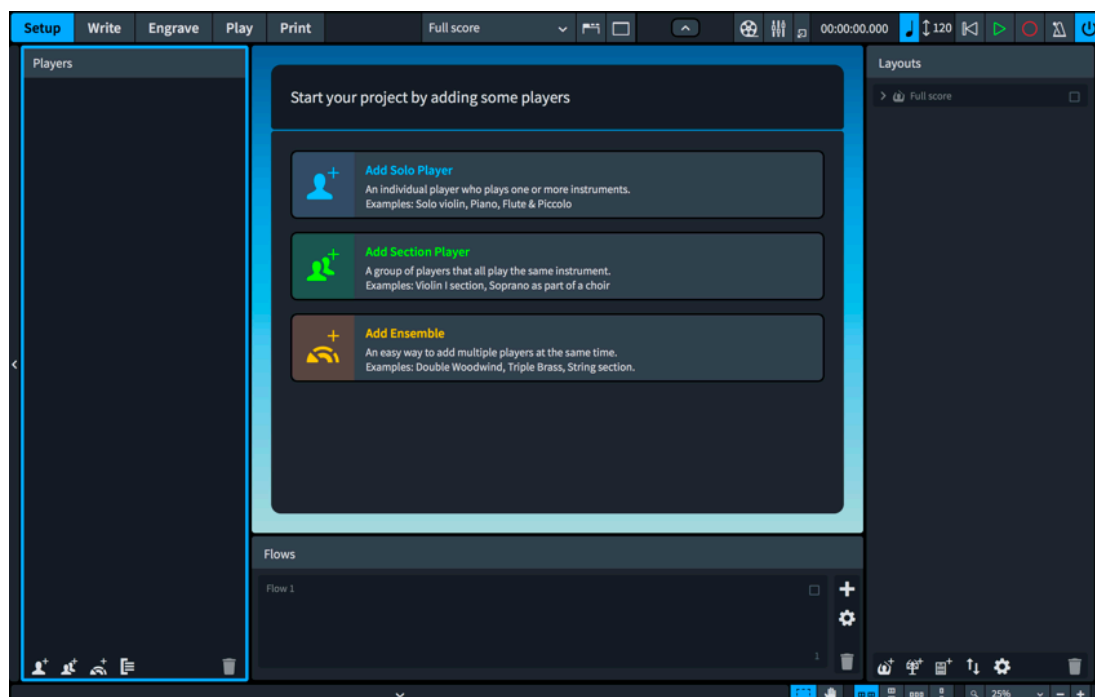 Setup Write Engrave Play Print Full score 00:00:00.000 120
Players
Start your project by adding some players
Add Solo Player
An individual player who plays one or more instruments.
Examples: Solo violin, Piano, Flute & Piccolo
Add Section Player
A group of players that all play the same instrument.
Examples: Violin I section, Soprano as part of a choir
Add Ensemble
An easy way to add multiple players at the same time.
Examples: Double Woodwind, Triple Brass, String section.
Flows
Flow 1
1
Layouts
Full score
25%